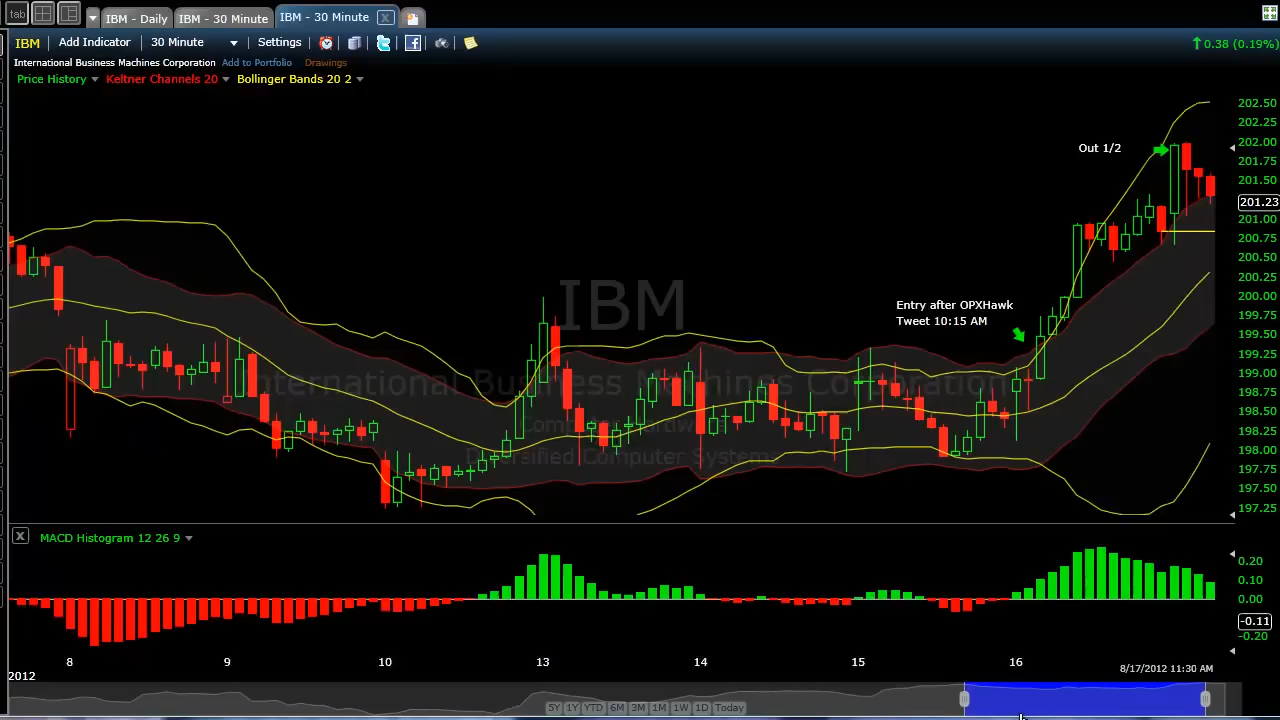 tab IBM - Daily IBM - 30 Minute IBM - 30 Minute X
IBM Add Indicator 30 Minute Settings 0.38 (0.19%)
International Business Machines Corporation Add to Portfolio Drawings
Price History Keltner Channels 20 Bollinger Bands 20 2
202.50
202.25
202.00
Out 1/2
201.75
201.50
201.23
201.00
200.75
200.50
200.25
IBM
200.00
Entry after OPXHawk
Tweet 10:15 AM
199.75
199.50
199.25
199.00
International Business Machines Corporation
198.75
198.50
Computer Hardware
198.25
Diversified Computer Systems
198.00
197.75
197.50
197.25
X MACD Histogram 12 26 9
0.20
0.10
0.00
-0.11
-0.20
8 9 10 13 14 15 16
2012 8/17/2012 11:30 AM
5Y 1Y YTD 6M 3M 1M 1W 1D Today